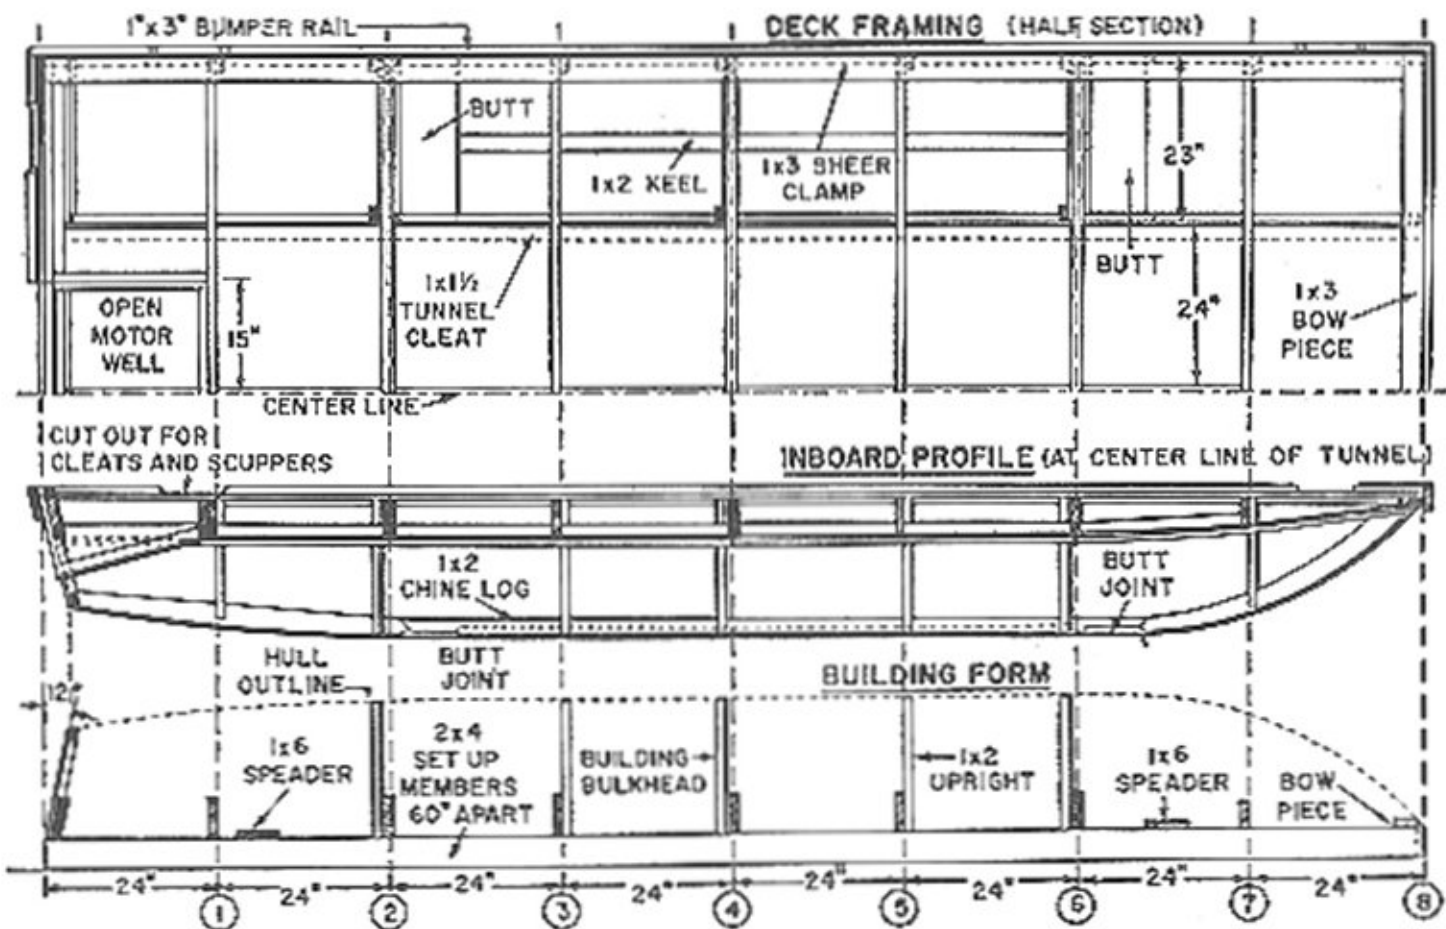 1"x3" BUMPER RAIL
DECK FRAMING (HALF SECTION)
BUTT
1x2 KEEL
1x3 SHEER
CLAMP
23"
1x1½
TUNNEL
CLEAT
BUTT
24"
1x3
BOW
PIECE
OPEN
MOTOR
WELL
15"
CENTER LINE
CUT OUT FOR
CLEATS AND SCUPPERS
INBOARD PROFILE (AT CENTER LINE OF TUNNEL)
1x2
CHINE LOG
BUTT
JOINT
HULL
OUTLINE
BUTT
JOINT
BUILDING FORM
12"
1x6
SPEADER
2x4
SET UP
MEMBERS
60" APART
BUILDING
BULKHEAD
1x2
UPRIGHT
1x6
SPEADER
BOW
PIECE
24" 24" 24" 24" 24" 24" 24" 24"
1 2 3 4 5 6 7 8